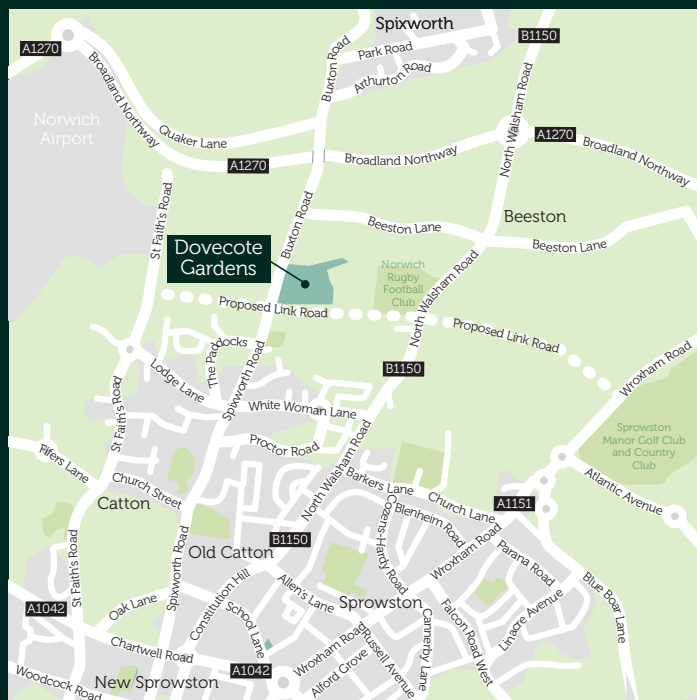 Spixworth
A1270
B1150
Buxton Road
Park Road
Arthurton Road
Broadland Northway
North Walsham Road
Norwich
Airport
Quaker Lane
A1270
Broadland Northway
A1270
Broadland Northway
St Faith's Road
Buxton Road
Beeston
Beeston Lane
Beeston Lane
Dovecote
Gardens
Norwich
Rugby
Football
Club
North Walsham Road
Proposed Link Road
Proposed Link Road
The Paddocks
Spixworth Road
B1150
Wroxham Road
Lodge Lane
St Faith's Road
White Woman Lane
Sprowston
Manor Golf Club
and Country
Club
Proctor Road
North Walsham Road
Fifers Lane
Church Street
Barkers Lane
Church Lane
Atlantic Avenue
Catton
A1151
Cozens-Hardy Road
Blenheim Road
Wroxham Road
Parana Road
B1150
Old Catton
St Faith's Road
Spixworth Road
Constitution Hill
Allen's Lane
Sprowston
Blue Boar Lane
A1042
Oak Lane
School Lane
Falcon Road West
Linacre Avenue
Cannerby Lane
Chartwell Road
A1042
Wroxham Road
Russell Avenue
Alford Grove
Woodcock Road
New Sprowston